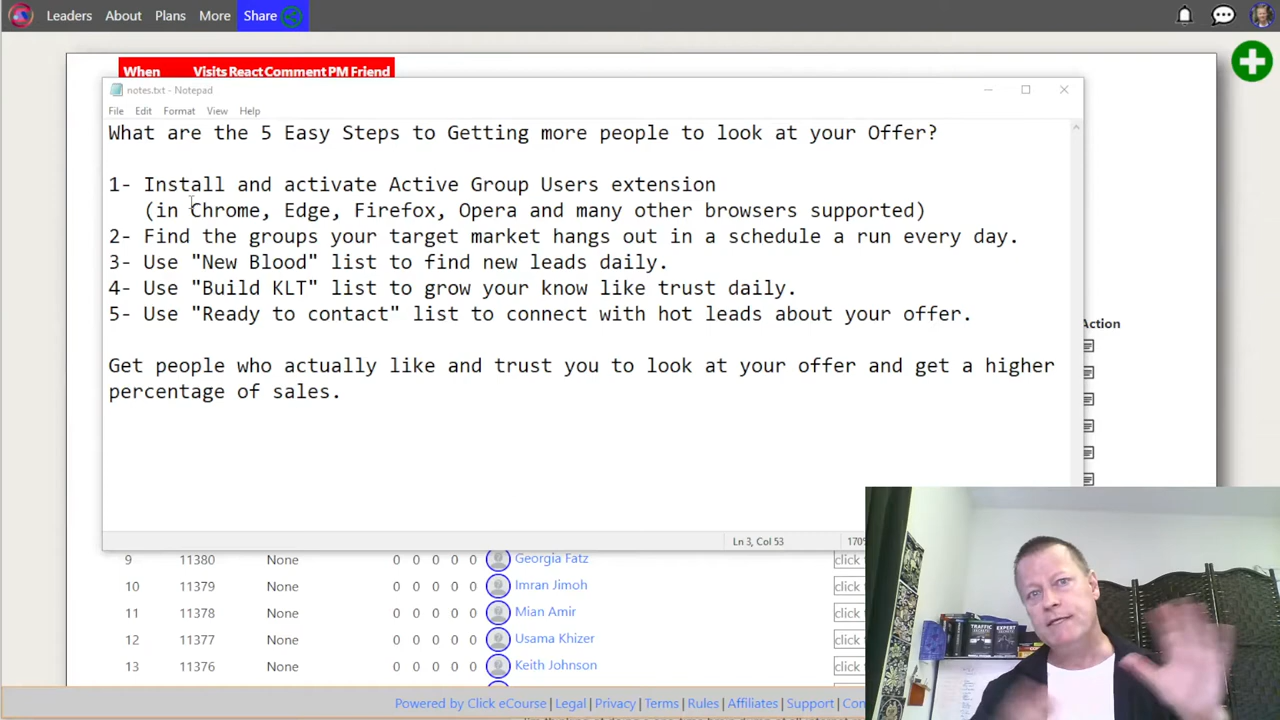 Leaders About Plans More Share
When Visits React Comment PM Friend
notes.txt - Notepad
File Edit Format View Help
What are the 5 Easy Steps to Getting more people to look at your Offer?
1- Install and activate Active Group Users extension
(in Chrome, Edge, Firefox, Opera and many other browsers supported)
2- Find the groups your target market hangs out in a schedule a run every day.
3- Use "New Blood" list to find new leads daily.
4- Use "Build KLT" list to grow your know like trust daily.
5- Use "Ready to contact" list to connect with hot leads about your offer.
Action
Get people who actually like and trust you to look at your offer and get a higher
percentage of sales.
Ln 3, Col 53
9 11380 None 0 0 0 0 0 Georgia Fatz click
10 11379 None 0 0 0 0 0 Imran Jimoh click
11 11378 None 0 0 0 0 0 Mian Amir click
12 11377 None 0 0 0 0 0 Usama Khizer click
13 11376 None 0 0 0 0 0 Keith Johnson click
TRAFFIC SECRETS EXPERT SECRETS
Powered by Click eCourse | Legal | Privacy | Terms | Rules | Affiliates | Support |